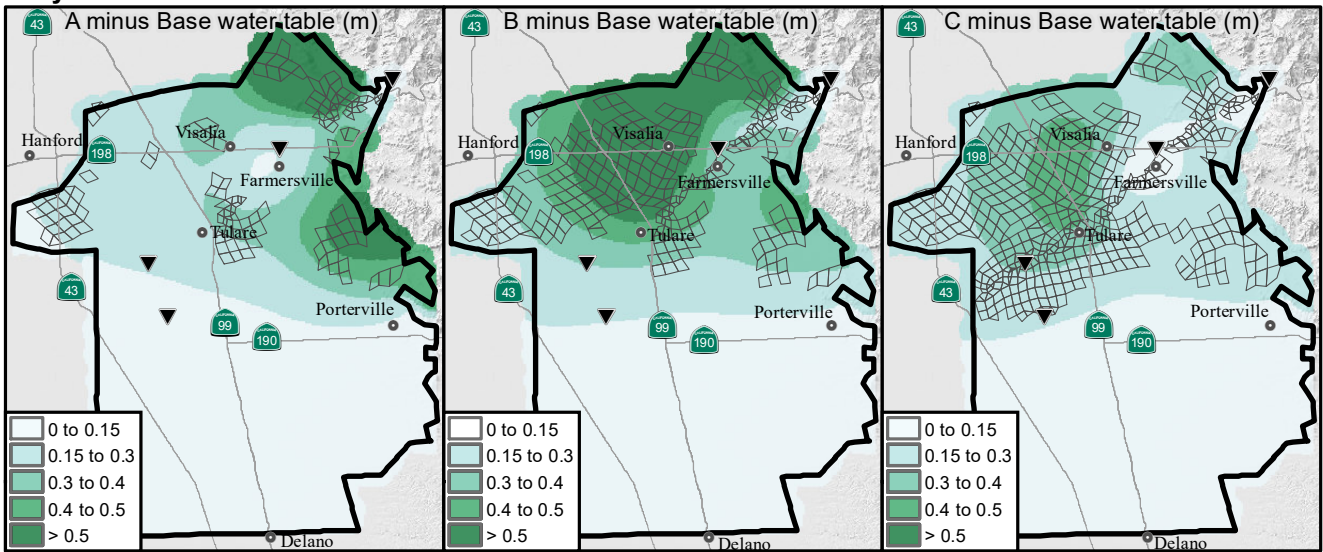 A minus Base water table (m)
43
Visalia
Hanford
198
Farmersville
Tulare
43
Porterville
99
190
0 to 0.15
0.15 to 0.3
0.3 to 0.4
0.4 to 0.5
> 0.5
Delano
B minus Base water table (m)
43
Visalia
Hanford
198
Farmersville
Tulare
43
Porterville
99
190
0 to 0.15
0.15 to 0.3
0.3 to 0.4
0.4 to 0.5
> 0.5
Delano
C minus Base water table (m)
43
Visalia
Hanford
198
Farmersville
Tulare
43
Porterville
99
190
0 to 0.15
0.15 to 0.3
0.3 to 0.4
0.4 to 0.5
> 0.5
Delano